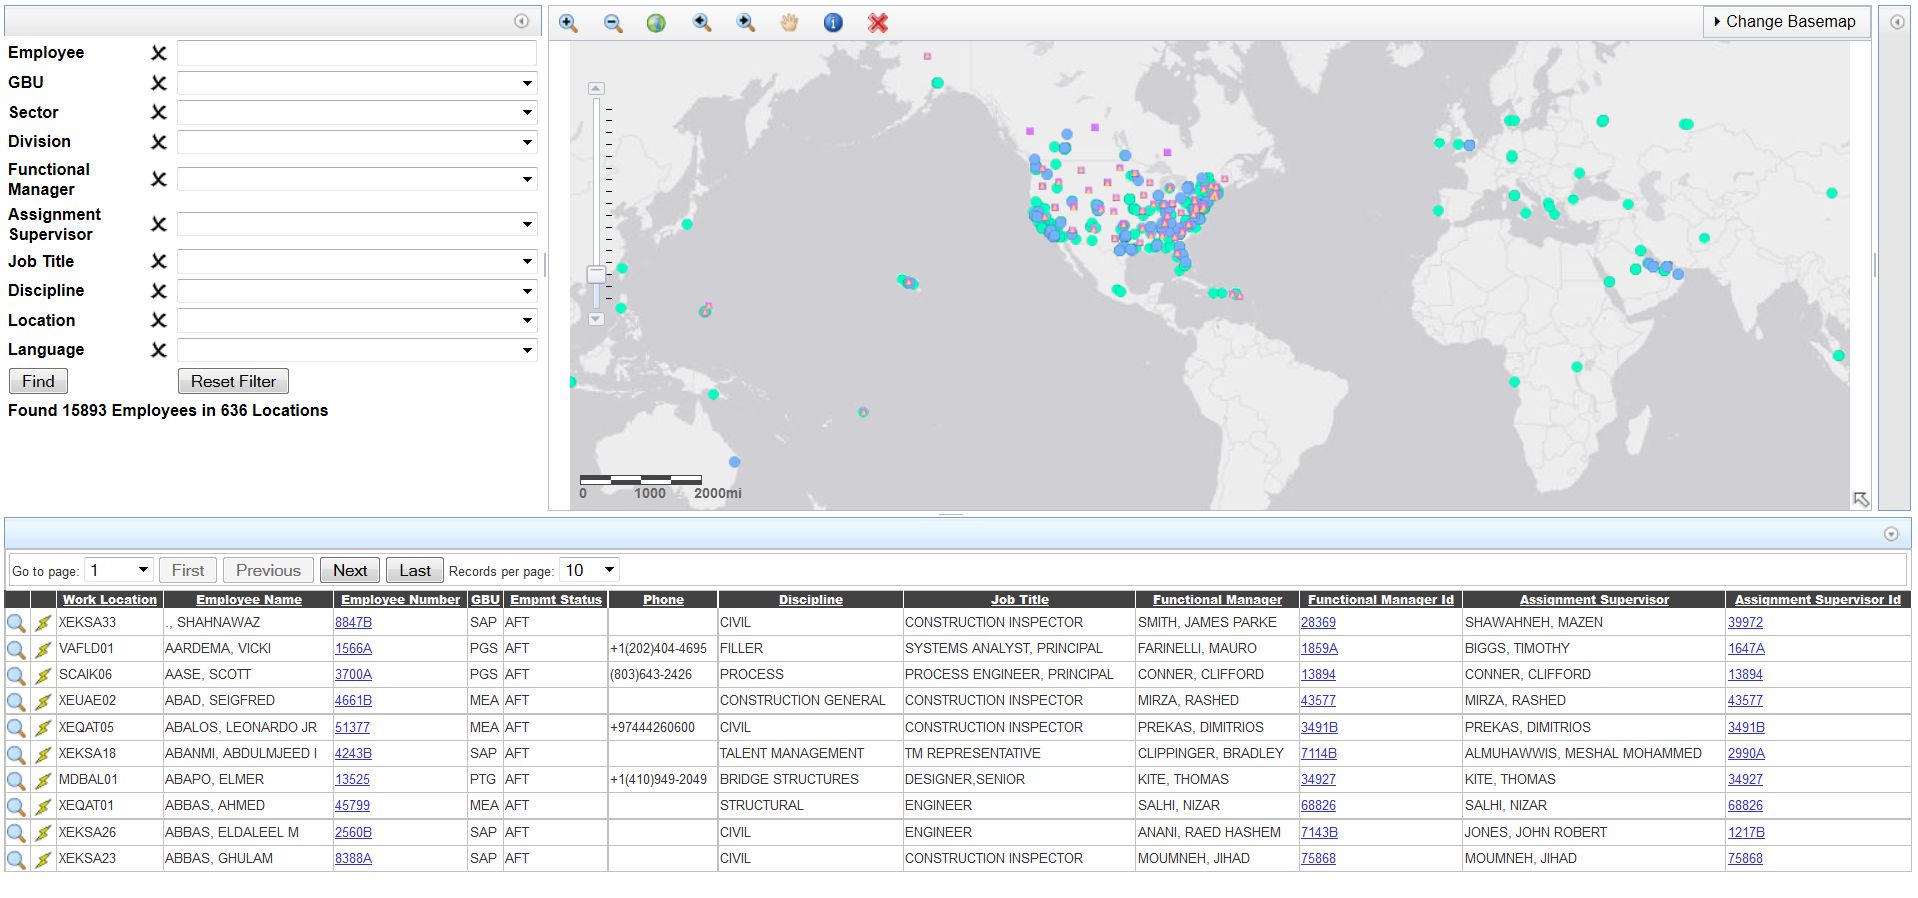 Change Basemap
Employee
GBU
Sector
Division
Functional
Manager
Assignment
Supervisor
Job Title
Discipline
Location
Language
Find Reset Filter
Found 15893 Employees in 636 Locations
0 1000 2000mi
Go to page: 1 First Previous Next Last Records per page: 10
Work Location Employee Name Employee Number GBU Empmt Status Phone Discipline Job Title Functional Manager Functional Manager Id Assignment Supervisor Assignment Supervisor Id
XEKSA33 ., SHAHNAWAZ 8847B SAP AFT CIVIL CONSTRUCTION INSPECTOR SMITH, JAMES PARKE 28369 SHAWAHNEH, MAZEN 39972
VAFLD01 AARDEMA, VICKI 1566A PGS AFT +1(202)404-4695 FILLER SYSTEMS ANALYST, PRINCIPAL FARINELLI, MAURO 1859A BIGGS, TIMOTHY 1647A
SCAIK06 AASE, SCOTT 3700A PGS AFT (803)643-2426 PROCESS PROCESS ENGINEER, PRINCIPAL CONNER, CLIFFORD 13894 CONNER, CLIFFORD 13894
XEUAE02 ABAD, SEIGFRED 4661B MEA AFT CONSTRUCTION GENERAL CONSTRUCTION INSPECTOR MIRZA, RASHED 43577 MIRZA, RASHED 43577
XEQAT05 ABALOS, LEONARDO JR 51377 MEA AFT +97444260600 CIVIL CONSTRUCTION INSPECTOR PREKAS, DIMITRIOS 3491B PREKAS, DIMITRIOS 3491B
XEKSA18 ABANMI, ABDULMJEED I 4243B SAP AFT TALENT MANAGEMENT TM REPRESENTATIVE CLIPPINGER, BRADLEY 7114B ALMUHAWWIS, MESHAL MOHAMMED 2990A
MDBAL01 ABAPO, ELMER 13525 PTG AFT +1(410)949-2049 BRIDGE STRUCTURES DESIGNER,SENIOR KITE, THOMAS 34927 KITE, THOMAS 34927
XEQAT01 ABBAS, AHMED 45799 MEA AFT STRUCTURAL ENGINEER SALHI, NIZAR 68826 SALHI, NIZAR 68826
XEKSA26 ABBAS, ELDALEEL M 2560B SAP AFT CIVIL ENGINEER ANANI, RAED HASHEM 7143B JONES, JOHN ROBERT 1217B
XEKSA23 ABBAS, GHULAM 8388A SAP AFT CIVIL CONSTRUCTION INSPECTOR MOUMNEH, JIHAD 75868 MOUMNEH, JIHAD 75868